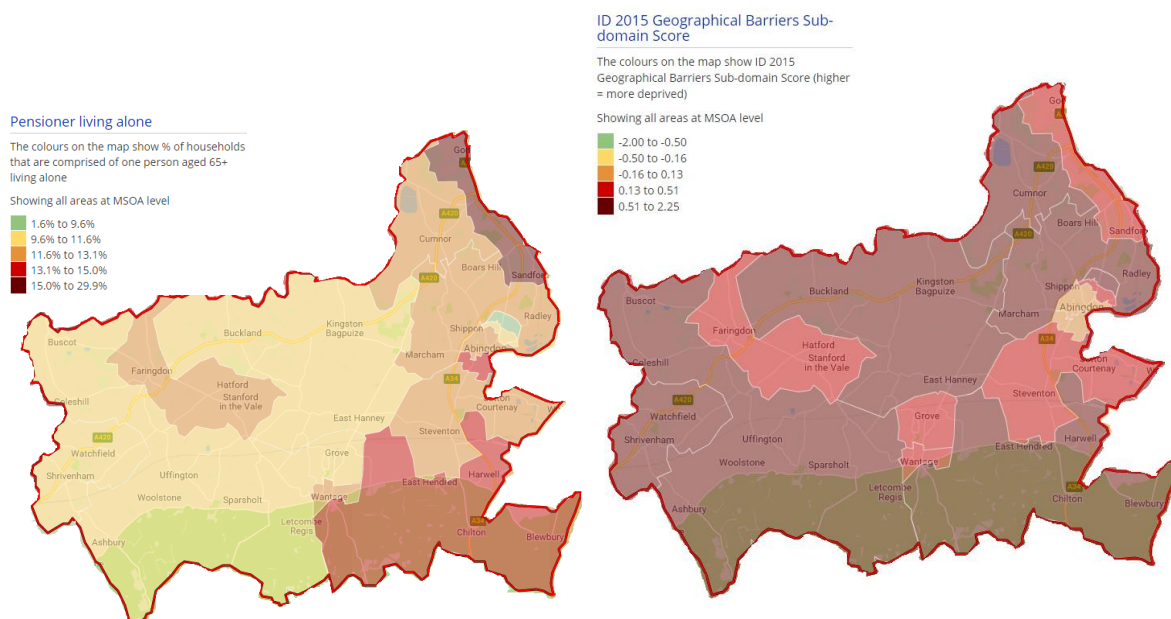 Pensioner living alone
The colours on the map show % of households
that are comprised of one person aged 65+
living alone
Showing all areas at MSOA level
1.6% to 9.6%
9.6% to 11.6%
11.6% to 13.1%
13.1% to 15.0%
15.0% to 29.9%
Go
A420
Cumnor
Boars Hill
A420
Sandford
Buckland
Kingston
Bagpuize
Shippon
Radley
Buscot
Abingdon
Marcham
Faringdon
A34
Hatford
Stanford
in the Vale
Coleshill
Courtenay
East Hanney
Steventon
A420
Watchfield
Grove
Shrivenham
Uffington
Harwell
East Hendred
Woolstone
Sparsholt
Wantage
Letcombe
Regis
A34
Chilton
Blewbury
Ashbury
ID 2015 Geographical Barriers Sub-
domain Score
The colours on the map show ID 2015
Geographical Barriers Sub-domain Score (higher
= more deprived)
Showing all areas at MSOA level
-2.00 to -0.50
-0.50 to -0.16
-0.16 to 0.13
0.13 to 0.51
0.51 to 2.25
Go
A420
Cumnor
Boars Hill
A420
Sandford
Radley
Buckland
Kingston
Bagpuize
Shippon
Buscot
Abingdon
Marcham
Faringdon
A34
Hatford
Stanford
in the Vale
Coleshill
Courtenay
East Hanney
Steventon
A420
Watchfield
Grove
Shrivenham
Uffington
Harwell
East Hendred
Woolstone
Sparsholt
Wantage
Letcombe
Regis
A34
Chilton
Blewbury
Ashbury